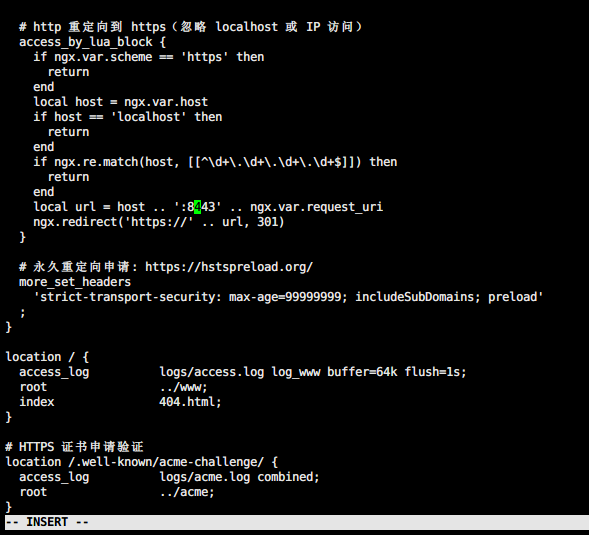 # http 重定向到 https（忽略 localhost 或 IP 访问）
access_by_lua_block {
if ngx.var.scheme == 'https' then
return
end
local host = ngx.var.host
if host == 'localhost' then
return
end
if ngx.re.match(host, [[^\d+\.\d+\.\d+\.\d+$]]) then
return
end
local url = host .. ':8443' .. ngx.var.request_uri
ngx.redirect('https://' .. url, 301)
}
# 永久重定向申请: https://hstspreload.org/
more_set_headers
'strict-transport-security: max-age=99999999; includeSubDomains; preload'
;
}
location / {
access_log logs/access.log log_www buffer=64k flush=1s;
root ../www;
index 404.html;
}
# HTTPS 证书申请验证
location /.well-known/acme-challenge/ {
access_log logs/acme.log combined;
root ../acme;
}
-- INSERT --